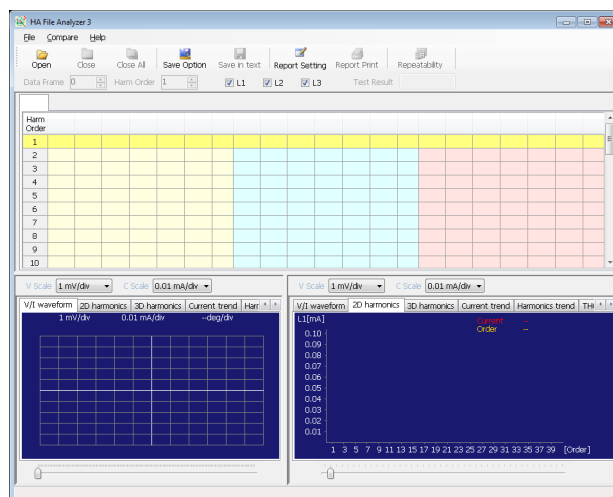 HA File Analyzer 3
File Compare Help
Open Close Close All Save Option Save in text Report Setting Report Print Repeatability
Data Frame 0 Harm Order 1 L1 L2 L3 Test Result
Harm
Order
1
2
3
4
5
6
7
8
9
10
V Scale 1 mV/div C Scale 0.01 mA/div
V/I waveform 2D harmonics 3D harmonics Current trend Harr
1 mV/div 0.01 mA/div --deg/div
V Scale 1 mV/div C Scale 0.01 mA/div
V/I waveform 2D harmonics 3D harmonics Current trend Harmonics trend THI
L1[mA] Current --
Order --
0.10
0.09
0.08
0.07
0.06
0.05
0.04
0.03
0.02
0.01
1 3 5 7 9 11 13 15 17 19 21 23 25 27 29 31 33 35 37 39 [Order]